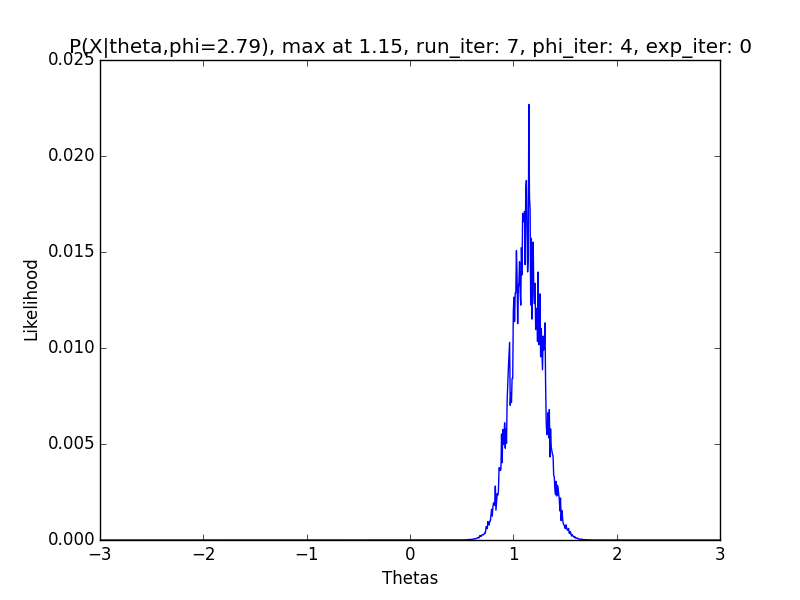 P(X|theta,phi=2.79), max at 1.15, run_iter: 7, phi_iter: 4, exp_iter: 0
0.025
0.020
0.015
0.010
0.005
0.000
Likelihood
−3 −2 −1 0 1 2 3
Thetas